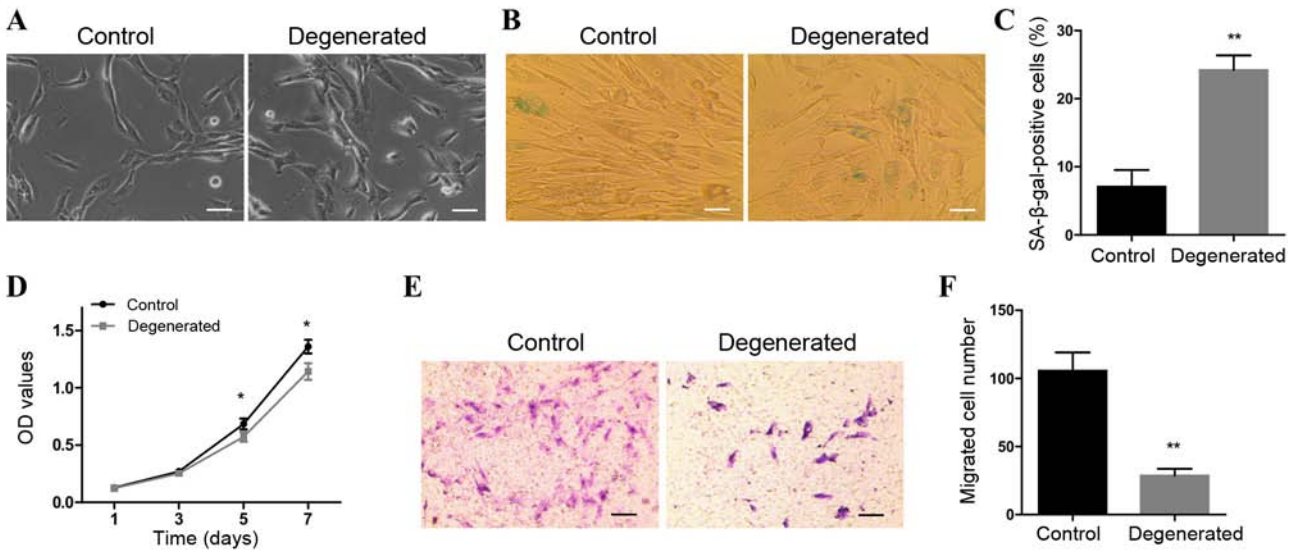 A
Control
Degenerated
B
Control
Degenerated
C
SA-β-gal-positive cells (%)
30
**
20
10
0
Control
Degenerated
D
Control
Degenerated
OD values
1.5
1.0
0.5
0.0
*
*
1
3
5
7
Time (days)
E
Control
Degenerated
F
Migrated cell number
150
100
50
0
**
Control
Degenerated